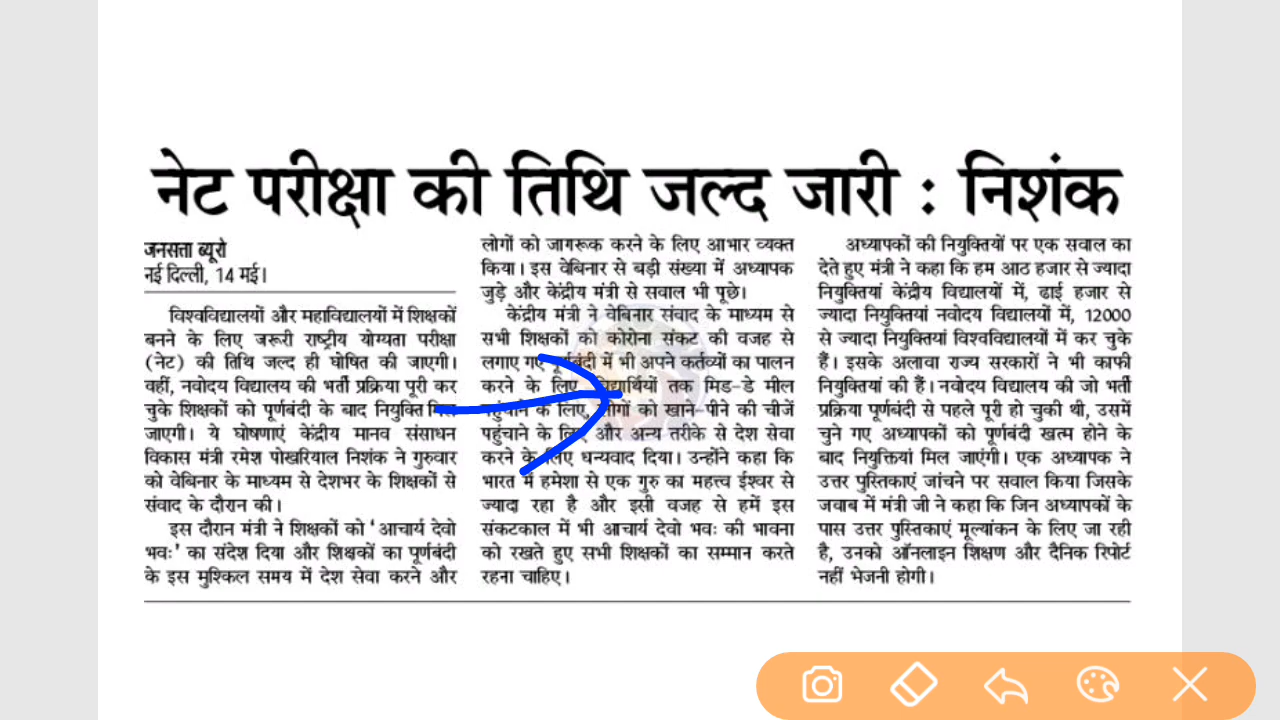 नेट परीक्षा की तिथि जल्द जारी : निशंक
जनसत्ता ब्यूरो
नई दिल्ली, 14 मई।
विश्वविद्यालयों और महाविद्यालयों में शिक्षकों
बनने के लिए जरूरी राष्ट्रीय योग्यता परीक्षा
(नेट) की तिथि जल्द ही घोषित की जाएगी।
वहीं, नवोदय विद्यालय की भर्ती प्रक्रिया पूरी कर
चुके शिक्षकों को पूर्णबंदी के बाद नियुक्ति मिल
जाएगी। ये घोषणाएं केंद्रीय मानव संसाधन
विकास मंत्री रमेश पोखरियाल निशंक ने गुरुवार
को वेबिनार के माध्यम से देशभर के शिक्षकों से
संवाद के दौरान की।
इस दौरान मंत्री ने शिक्षकों को ‘ आचार्य देवो
भवः’ का संदेश दिया और शिक्षकों का पूर्णबंदी
के इस मुश्किल समय में देश सेवा करने और
लोगों को जागरूक करने के लिए आभार व्यक्त
किया। इस वेबिनार से बड़ी संख्या में अध्यापक
जुड़े और केंद्रीय मंत्री से सवाल भी पूछे।
केंद्रीय मंत्री ने वेबिनार संवाद के माध्यम से
सभी शिक्षकों को कोरोना संकट की वजह से
लगाए गए पूर्णबंदी में भी अपने कर्तव्यों का पालन
करने के लिए, विद्यार्थियों तक मिड-डे मील
पहुंचाने के लिए, लोगों को खाने-पीने की चीजें
पहुंचाने के लिए और अन्य तरीके से देश सेवा
करने के लिए धन्यवाद दिया। उन्होंने कहा कि
भारत में हमेशा से एक गुरु का महत्त्व ईश्वर से
ज्यादा रहा है और इसी वजह से हमें इस
संकटकाल में भी आचार्य देवो भवः की भावना
को रखते हुए सभी शिक्षकों का सम्मान करते
रहना चाहिए।
अध्यापकों की नियुक्तियों पर एक सवाल का
देते हुए मंत्री ने कहा कि हम आठ हजार से ज्यादा
नियुक्तियां केंद्रीय विद्यालयों में, ढाई हजार से
ज्यादा नियुक्तियां नवोदय विद्यालयों में, 12000
से ज्यादा नियुक्तियां विश्वविद्यालयों में कर चुके
हैं। इसके अलावा राज्य सरकारों ने भी काफी
नियुक्तियां की हैं। नवोदय विद्यालय की जो भर्ती
प्रक्रिया पूर्णबंदी से पहले पूरी हो चुकी थी, उसमें
चुने गए अध्यापकों को पूर्णबंदी खत्म होने के
बाद नियुक्तियां मिल जाएंगी। एक अध्यापक ने
उत्तर पुस्तिकाएं जांचने पर सवाल किया जिसके
जवाब में मंत्री जी ने कहा कि जिन अध्यापकों के
पास उत्तर पुस्तिकाएं मूल्यांकन के लिए जा रही
है, उनको ऑनलाइन शिक्षण और दैनिक रिपोर्ट
नहीं भेजनी होगी।